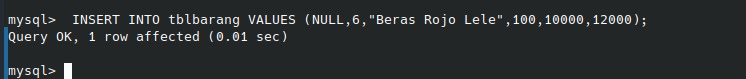 mysql>  INSERT INTO tblbarang VALUES (NULL,6,"Beras Rojo Lele",100,10000,12000);
Query OK, 1 row affected (0.01 sec)
mysql>